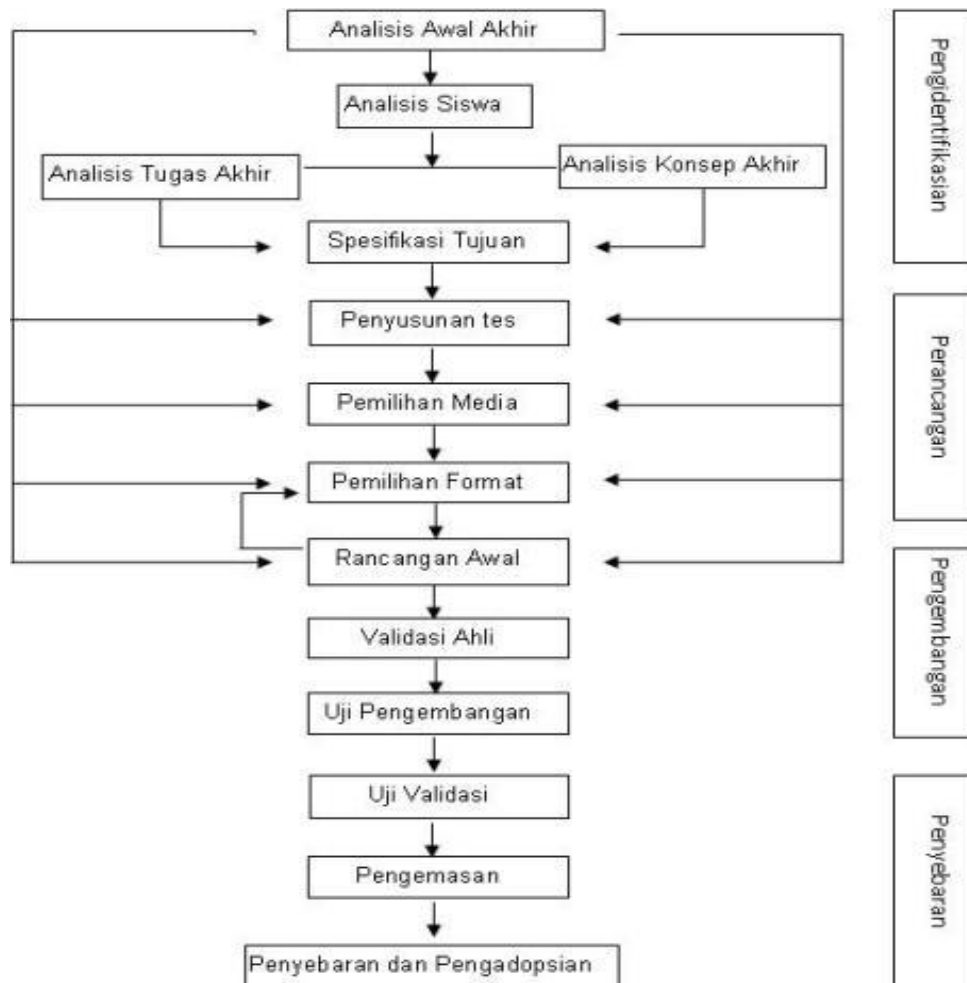 Analisis Awal Akhir
Analisis Siswa
Analisis Tugas Akhir
Analisis Konsep Akhir
Spesifikasi Tujuan
Penyusunan tes
Pemilihan Media
Pemilihan Format
Rancangan Awal
Validasi Ahli
Uji Pengembangan
Uji Validasi
Pengemasan
Penyebaran dan Pengadopsian
Pengidentifikasian
Perancangan
Pengembangan
Penyebaran